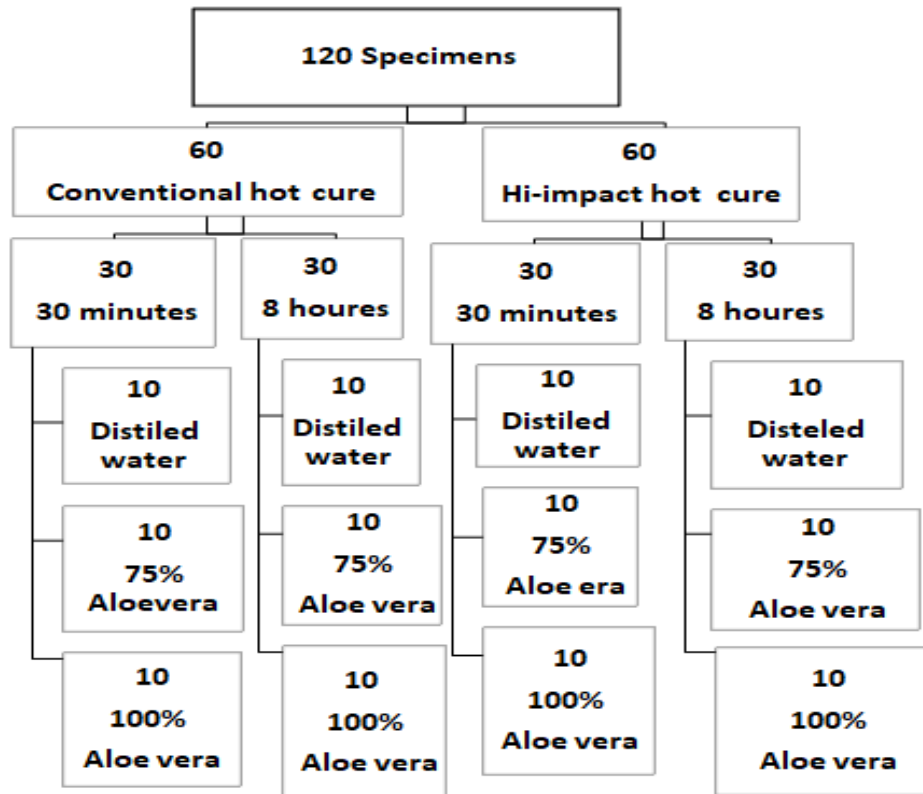 120 Specimens
60
Conventional hot cure
60
Hi-impact hot cure
30
30 minutes
30
8 houres
30
30 minutes
30
8 houres
10
Distiled
water
10
Distiled
water
10
Distiled
water
10
Disteled
water
10
75%
Aloevera
10
75%
Aloe vera
10
75%
Aloe era
10
75%
Aloe vera
10
100%
Aloe vera
10
100%
Aloe vera
10
100%
Aloe vera
10
100%
Aloe vera